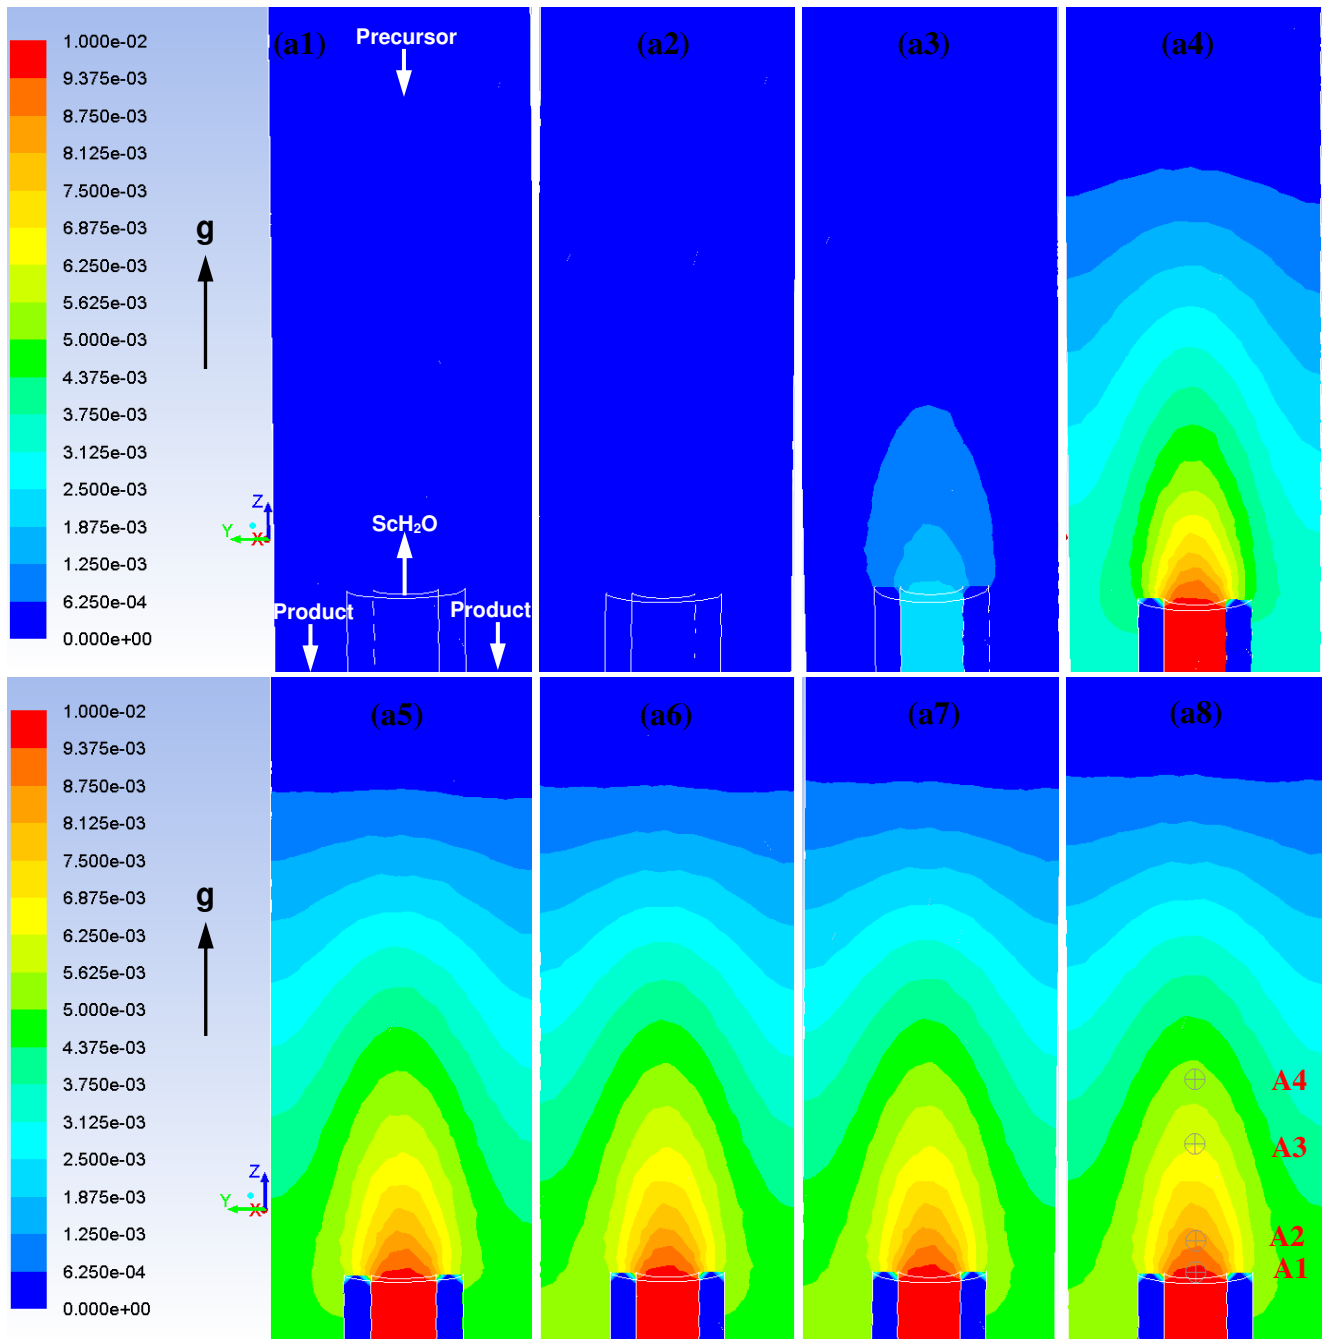 (a1)
Precursor
(a2)
(a3)
(a4)
1.000e-02
9.375e-03
8.750e-03
8.125e-03
7.500e-03
6.875e-03
6.250e-03
5.625e-03
5.000e-03
4.375e-03
3.750e-03
3.125e-03
2.500e-03
1.875e-03
1.250e-03
6.250e-04
0.000e+00
g
Z
Y
X
ScH₂O
Product
Product
(a5)
(a6)
(a7)
(a8)
1.000e-02
9.375e-03
8.750e-03
8.125e-03
7.500e-03
6.875e-03
6.250e-03
5.625e-03
5.000e-03
4.375e-03
3.750e-03
3.125e-03
2.500e-03
1.875e-03
1.250e-03
6.250e-04
0.000e+00
g
Z
Y
X
A4
A3
A2
A1